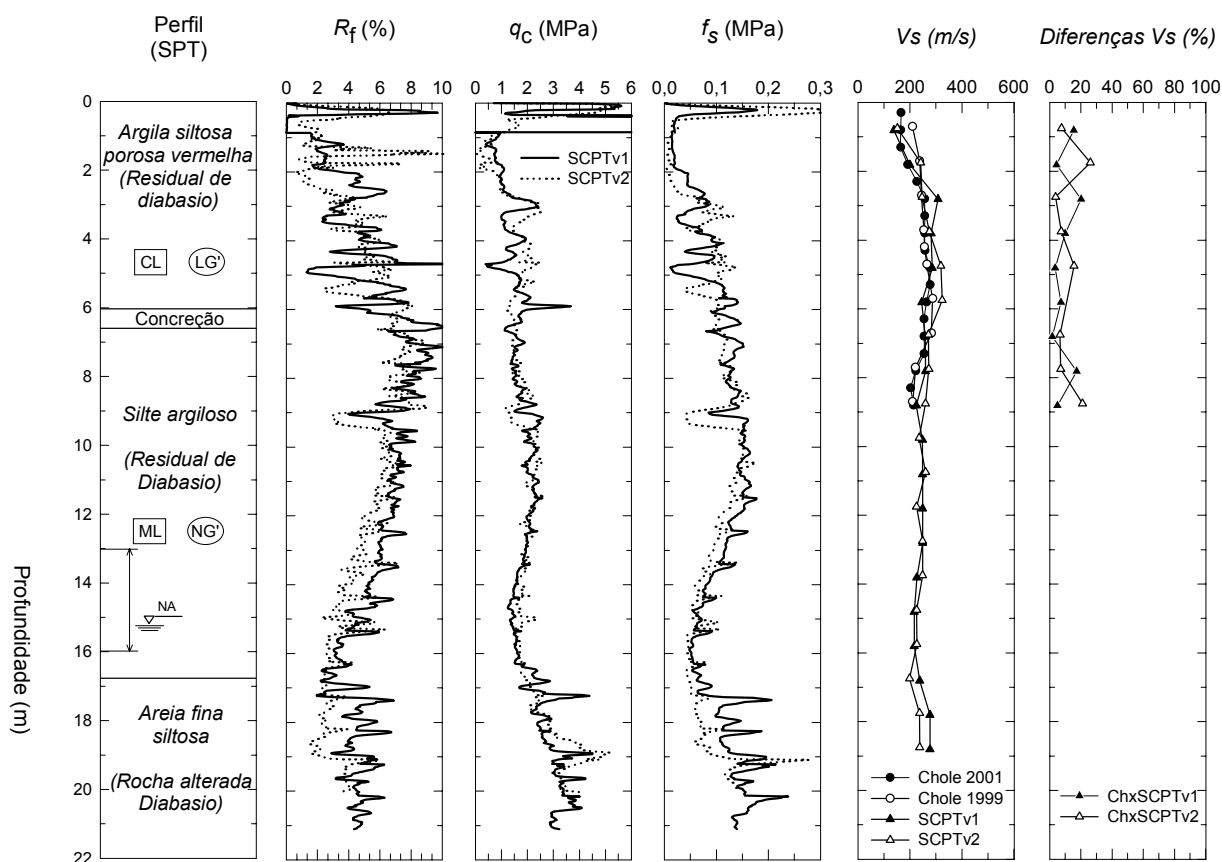 Perfil
(SPT)
Rf (%)
qc (MPa)
fs (MPa)
Vs (m/s)
Diferenças Vs (%)
0 2 4 6 8 10
0 1 2 3 4 5 6
0,0 0,1 0,2 0,3
0 200 400 600
0 20 40 60 80 100
Profundidade (m)
0
2
4
6
8
10
12
14
16
18
20
22
Argila siltosa
porosa vermelha
(Residual de
diabasio)
CL LG'
Concreção
Silte argiloso
(Residual de
Diabasio)
ML NG'
NA
Areia fina
siltosa
(Rocha alterada
Diabasio)
SCPTv1
SCPTv2
Chole 2001
Chole 1999
SCPTv1
SCPTv2
ChxSCPTv1
ChxSCPTv2